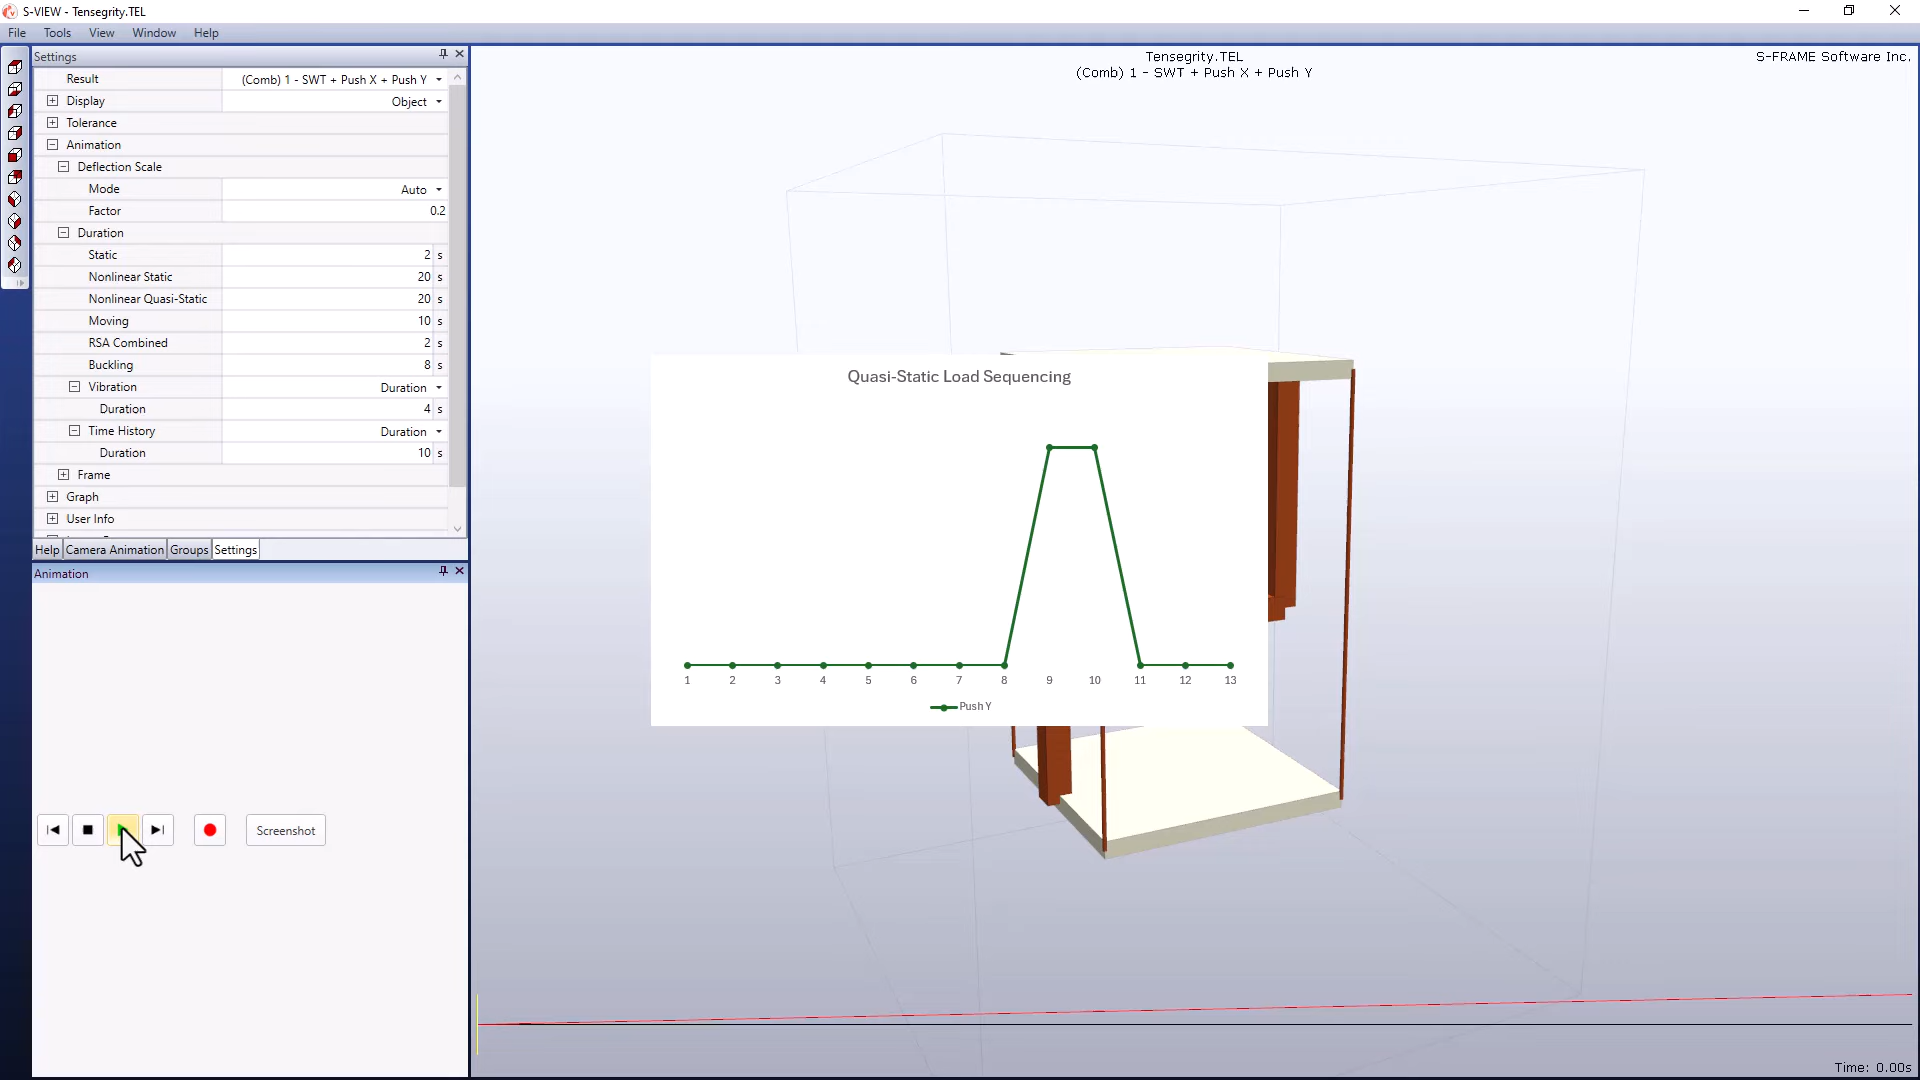 S-VIEW - Tensegrity.TEL
File Tools View Window Help
Settings
Result (Comb) 1 - SWT + Push X + Push Y
Display Object
Tolerance
Animation
Deflection Scale
Mode Auto
Factor 0.2
Duration
Static 2 s
Nonlinear Static 20 s
Nonlinear Quasi-Static 20 s
Moving 10 s
RSA Combined 2 s
Buckling 8 s
Vibration Duration
Duration 4 s
Time History Duration
Duration 10 s
Frame
Graph
User Info
Help Camera Animation Groups Settings
Animation
Screenshot
Tensegrity.TEL
(Comb) 1 - SWT + Push X + Push Y
S-FRAME Software Inc.
Quasi-Static Load Sequencing
1 2 3 4 5 6 7 8 9 10 11 12 13
Push Y
Time: 0.00s